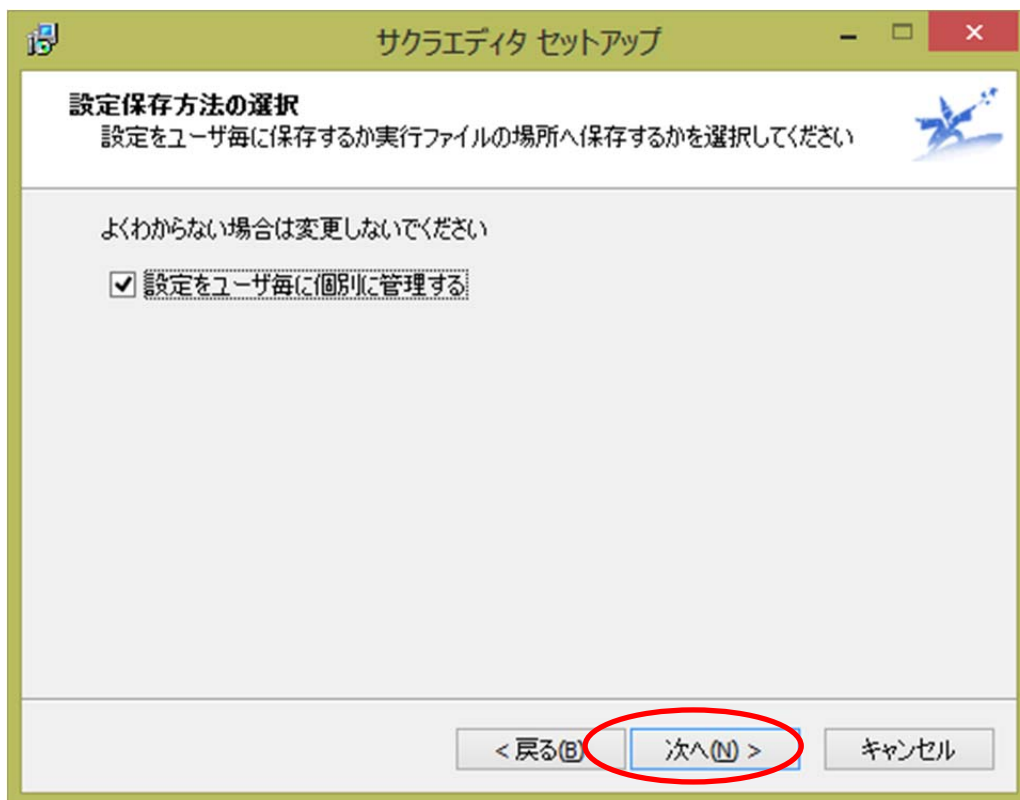 サクラエディタ セットアップ
設定保存方法の選択
設定をユーザ毎に保存するか実行ファイルの場所へ保存するかを選択してください
よくわからない場合は変更しないでください
設定をユーザ毎に個別に管理する
< 戻る(B) 次へ(N) > キャンセル